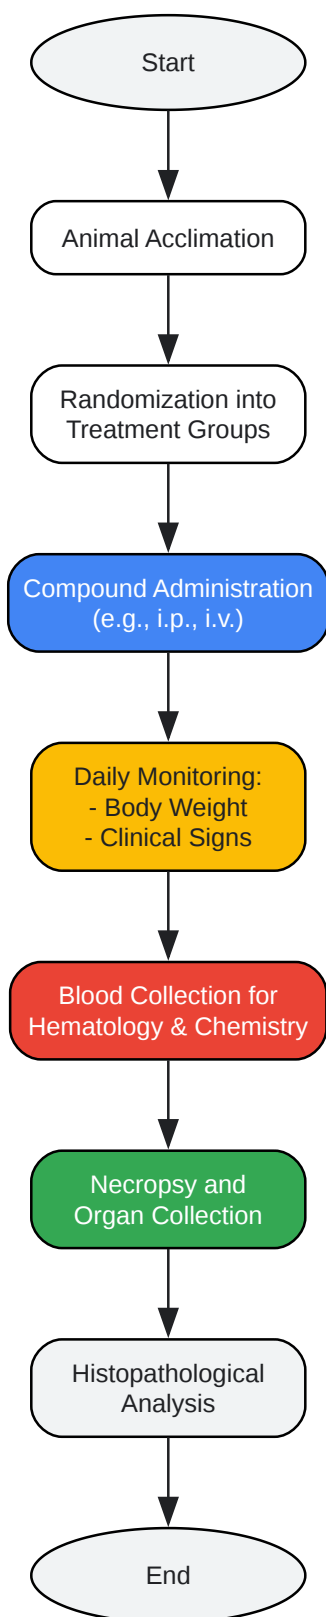 Start
Animal Acclimation
Randomization into
Treatment Groups
Compound Administration
(e.g., i.p., i.v.)
Daily Monitoring:
- Body Weight
- Clinical Signs
Blood Collection for
Hematology & Chemistry
Necropsy and
Organ Collection
Histopathological
Analysis
End